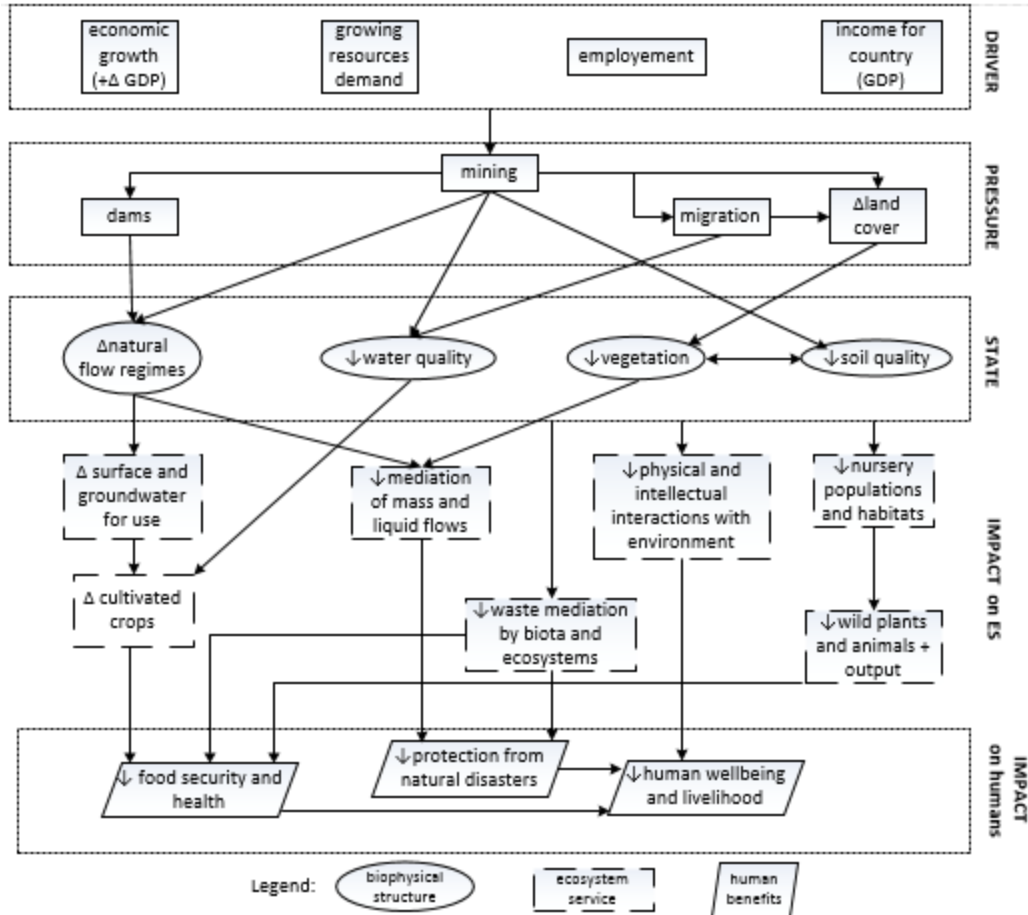 economic
growth
(+Δ GDP)
growing
resources
demand
employement
income for
country
(GDP)
DRIVER
mining
dams
migration
Δland
cover
PRESSURE
Δnatural
flow regimes
↓water quality
↓vegetation
↓soil quality
STATE
Δ surface and
groundwater
for use
↓mediation
of mass and
liquid flows
↓physical and
intellectual
interactions with
environment
↓nursery
populations
and habitats
Δ cultivated
crops
↓waste mediation
by biota and
ecosystems
↓wild plants
and animals +
output
IMPACT on ES
↓ food security and
health
↓protection from
natural disasters
↓human wellbeing
and livelihood
IMPACT
on humans
Legend:
biophysical
structure
ecosystem
service
human
benefits